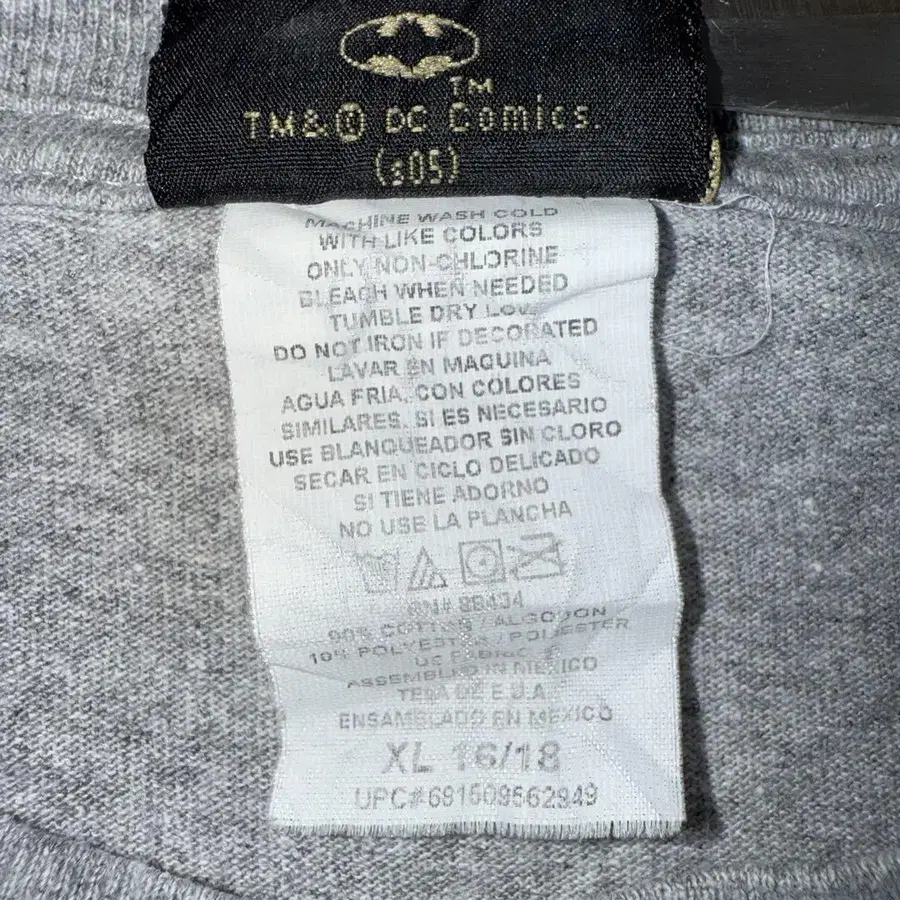 TM
TM & ® DC Comics.
(s05)
MACHINE WASH COLD
WITH LIKE COLORS
ONLY NON-CHLORINE
BLEACH WHEN NEEDED
TUMBLE DRY LOW
DO NOT IRON IF DECORATED
LAVAR EN MAQUINA
AGUA FRIA, CON COLORES
SIMILARES. SI ES NECESARIO
USE BLANQUEADOR SIN CLORO
SECAR EN CICLO DELICADO
SI TIENE ADORNO
NO USE LA PLANCHA
RN# 88434
90% COTTON / ALGODON
10% POLYESTER / POLIESTER
FABRIC
ASSEMBLED IN MEXICO
TELA DE E.U.A.
ENSAMBLADO EN MEXICO
XL 16/18
UPC#691609562949